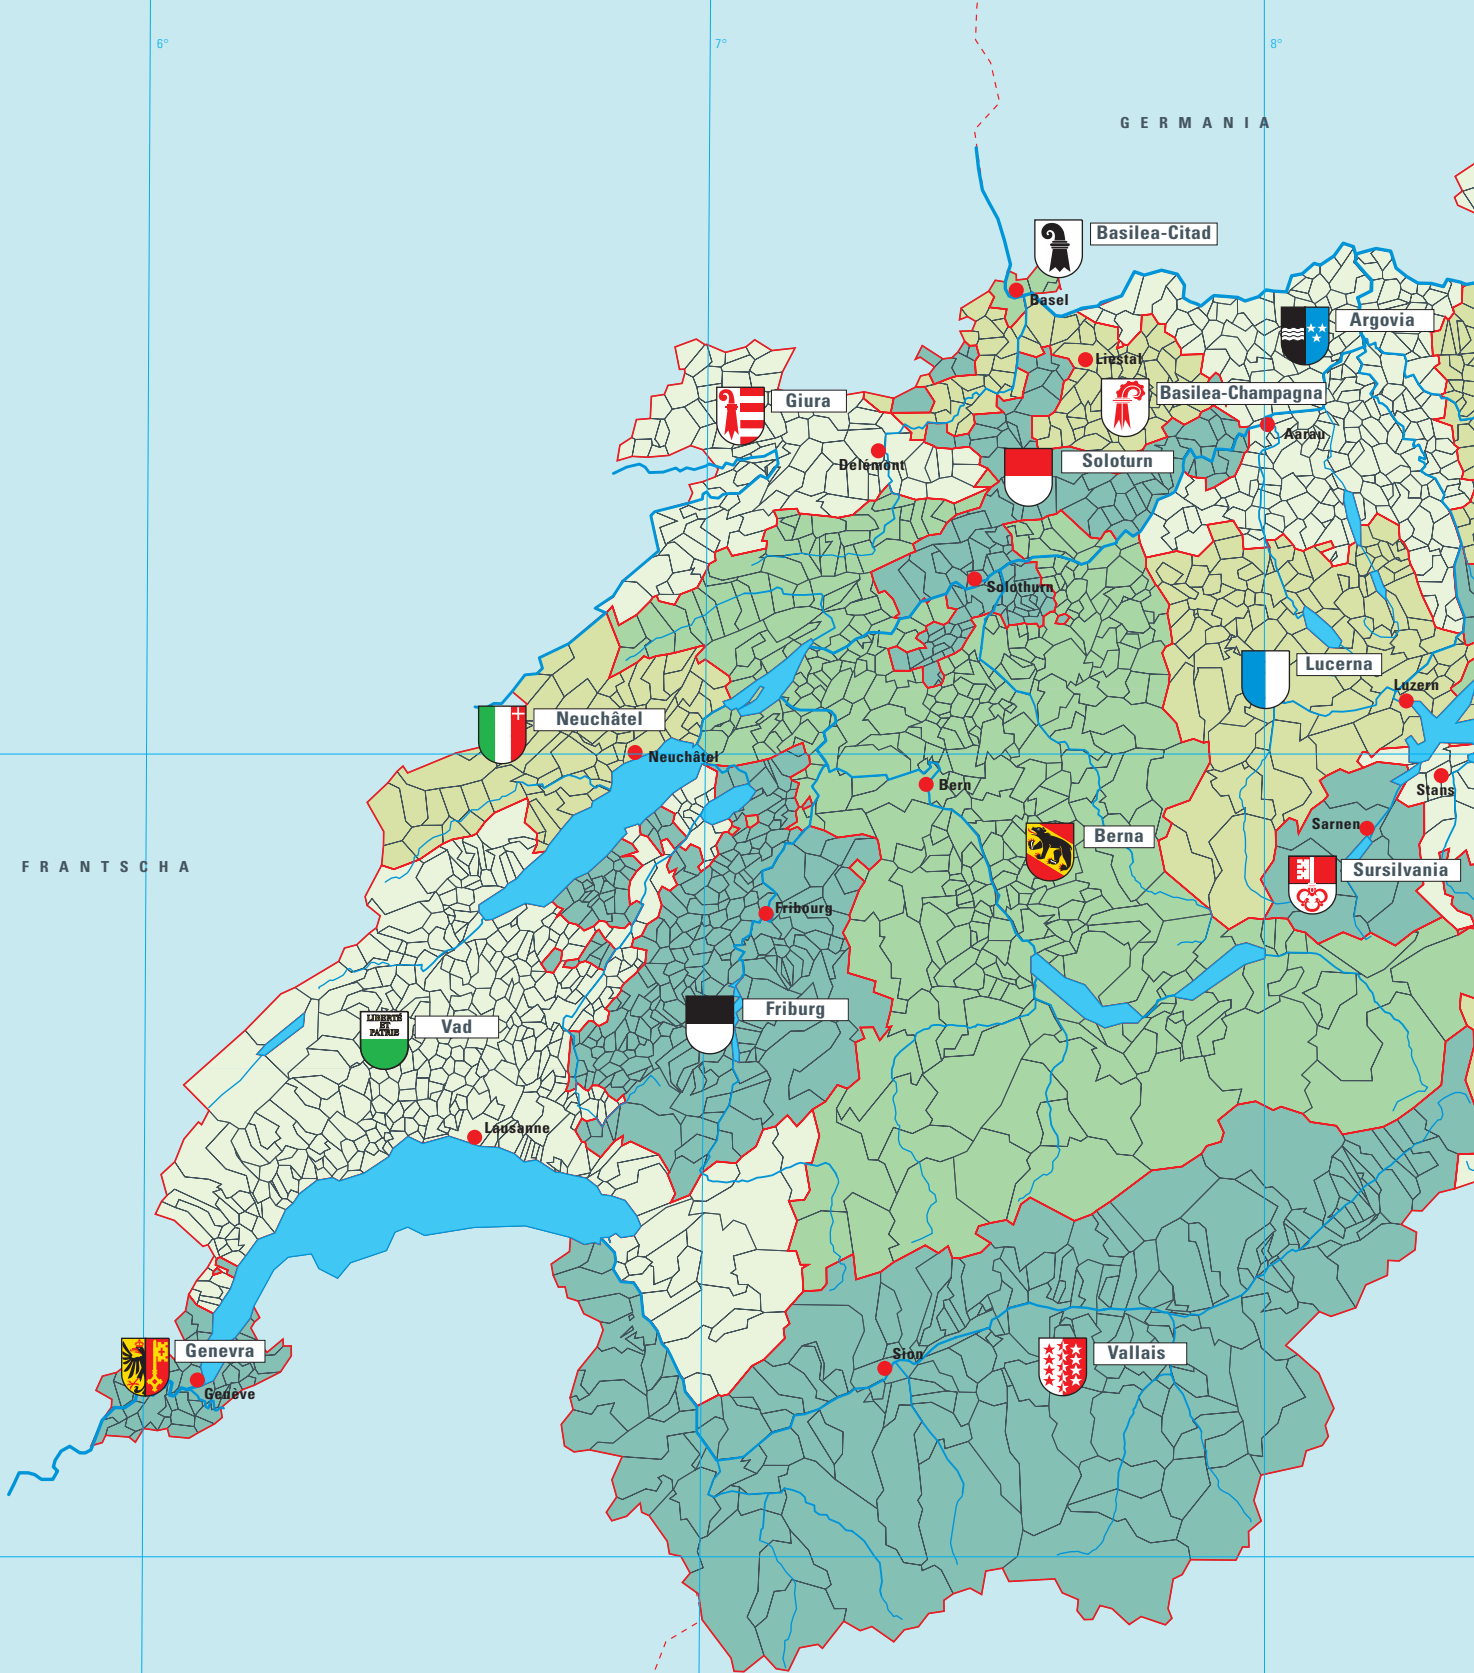 6°
7°
8°
GERMANIA
Basilea-Citad
Basel
Argovia
Liestal
Basilea-Champagna
Giura
Aarau
Delémont
Soloturn
Solothurn
Lucerna
Luzern
Neuchâtel
Neuchâtel
Stans
Bern
Sarnen
Berna
FRANTSCHA
Sursilvania
Fribourg
Friburg
LIBERTÉ
ET
PATRIE
Vad
Lausanne
Genevra
Sion
Vallais
Genève